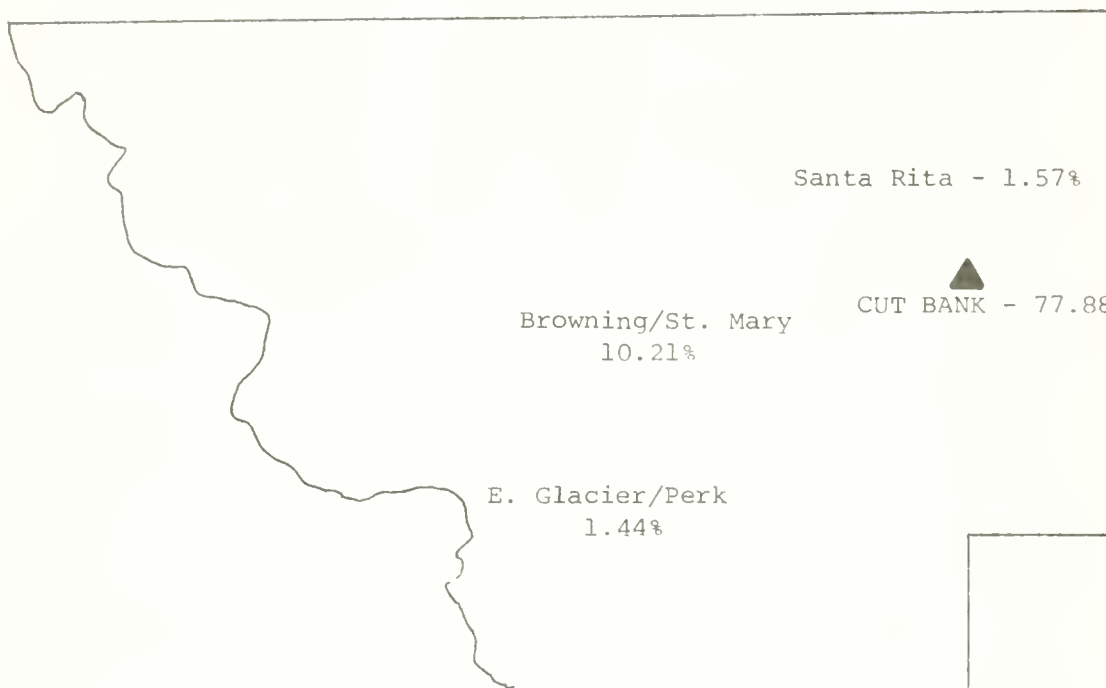 Santa Rita - 1.57%
CUT BANK - 77.88
Browning/St. Mary
10.21%
E. Glacier/Perk
1.44%